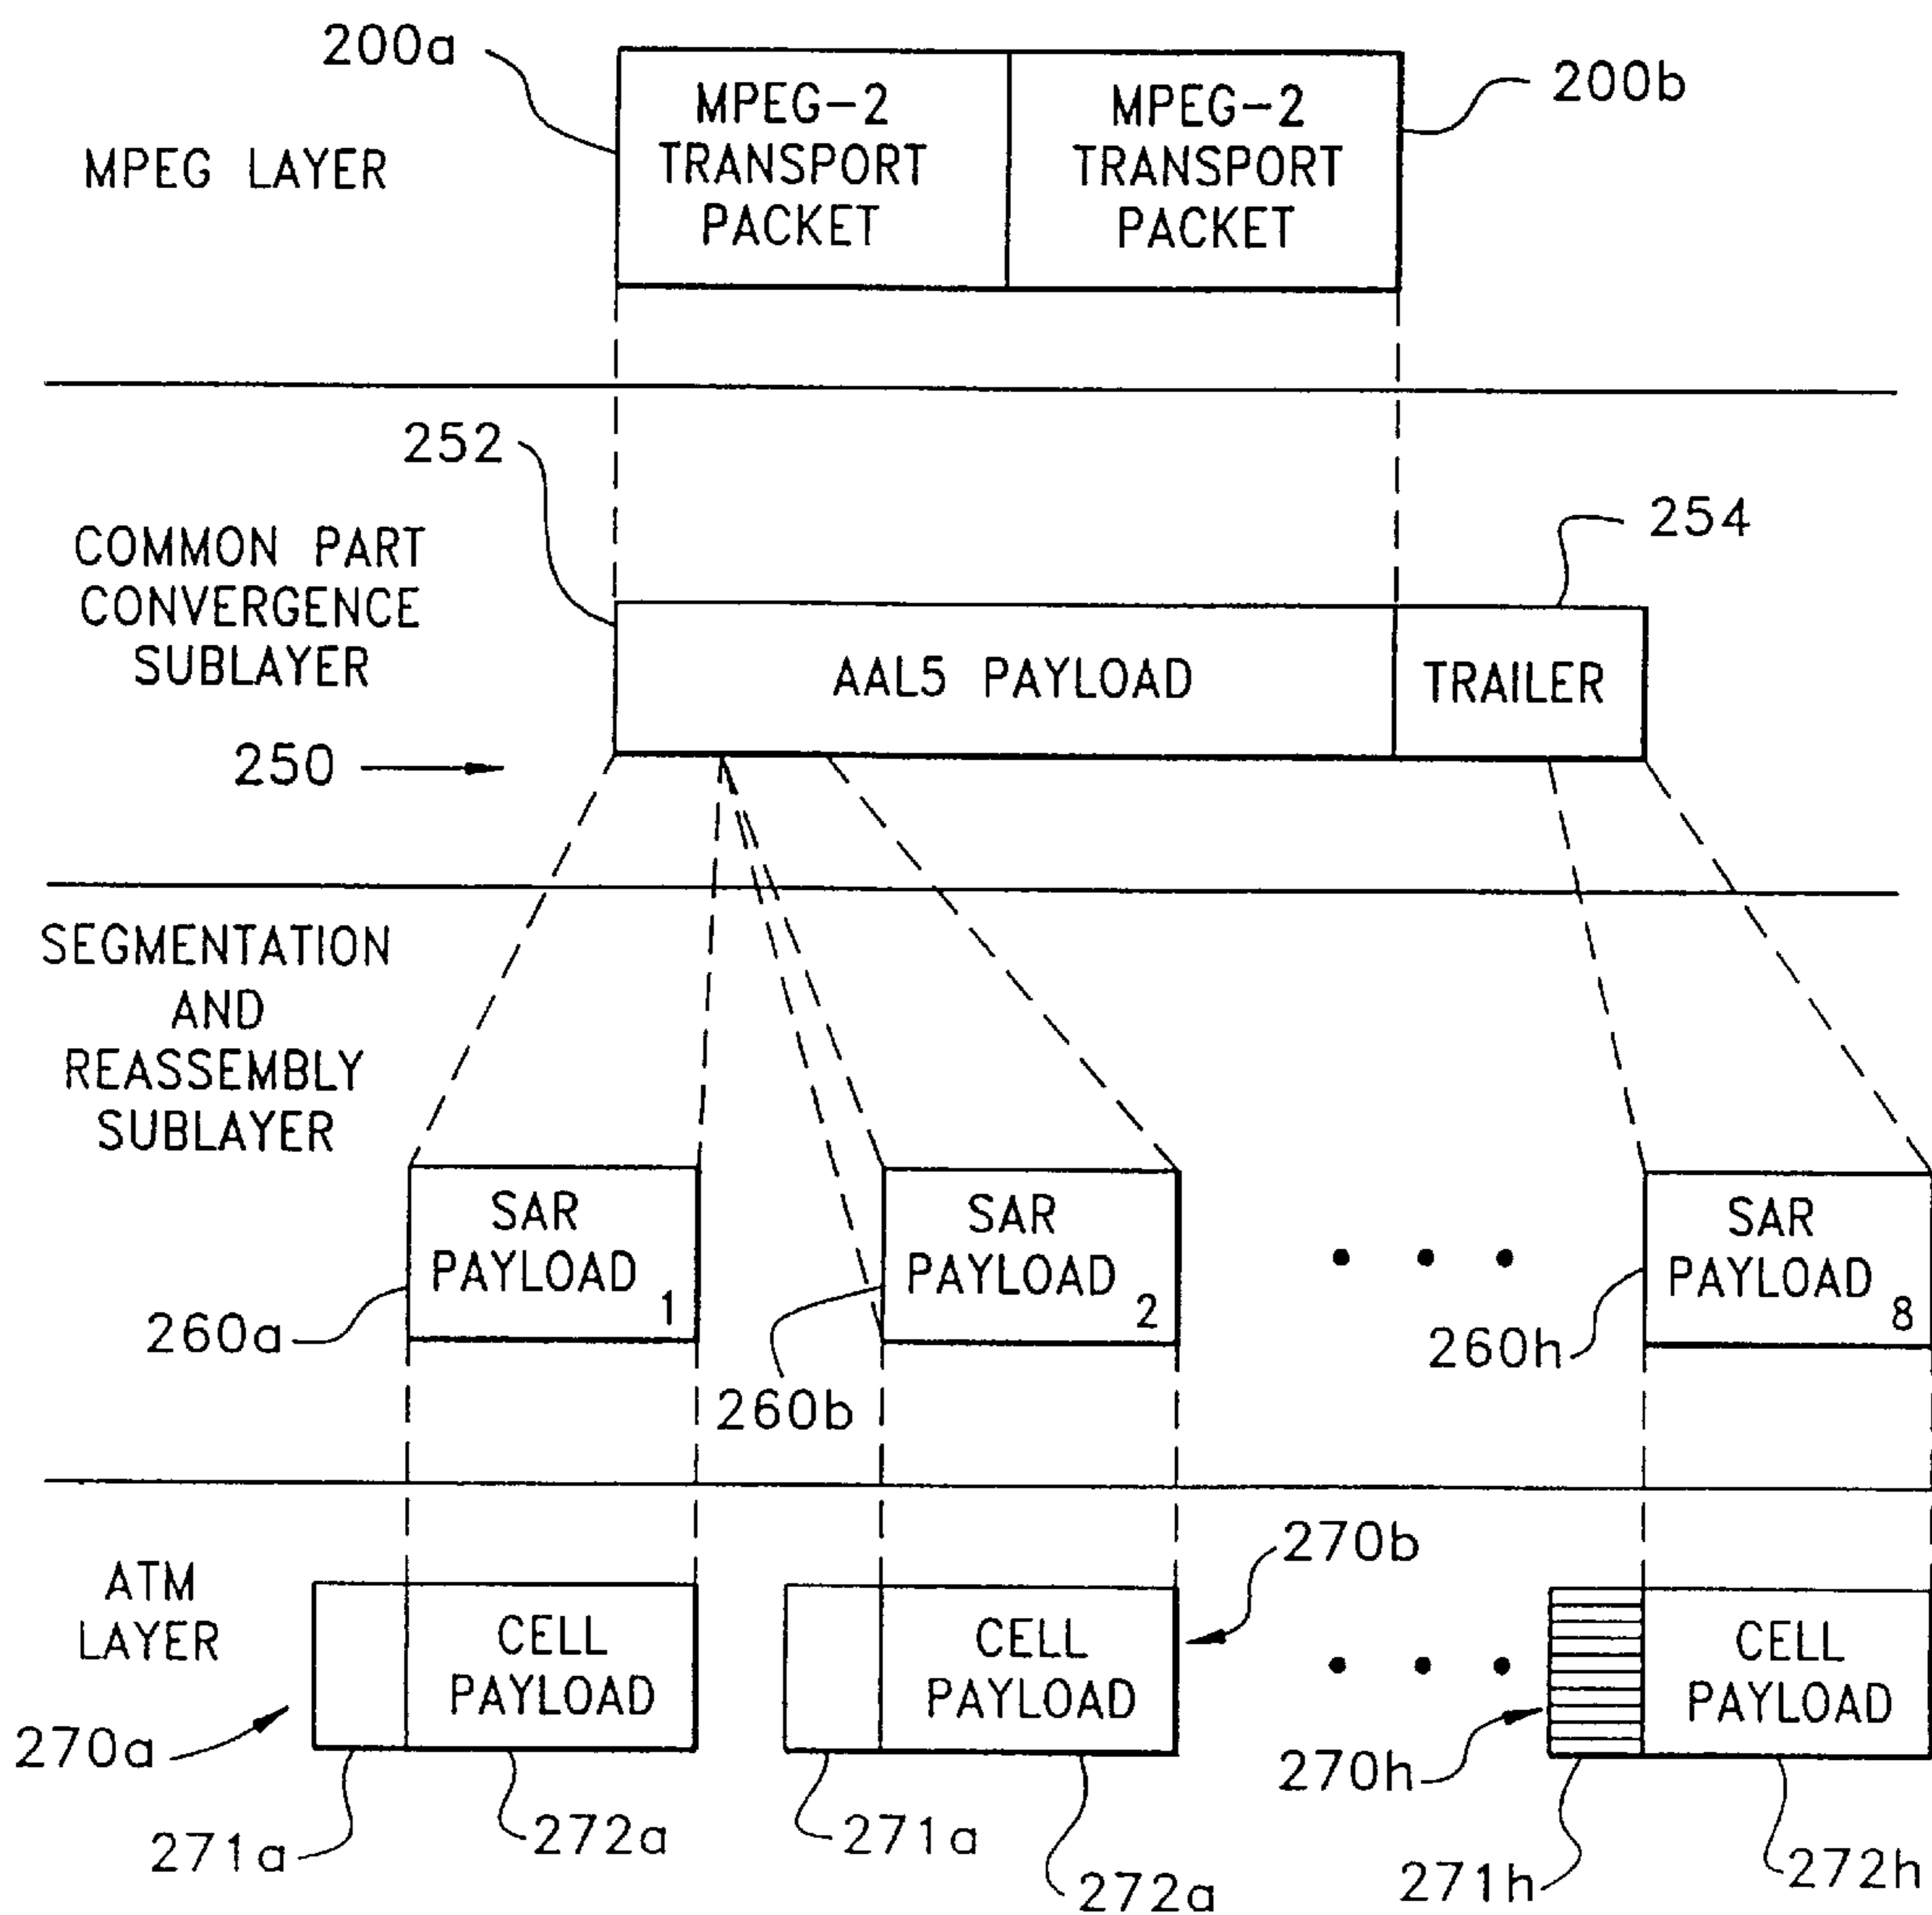 200a
200b
MPEG-2
TRANSPORT
PACKET
MPEG-2
TRANSPORT
PACKET
MPEG LAYER
252
254
COMMON PART
CONVERGENCE
SUBLAYER
AAL5 PAYLOAD
TRAILER
250
SEGMENTATION
AND
REASSEMBLY
SUBLAYER
SAR
PAYLOAD 1
SAR
PAYLOAD 2
SAR
PAYLOAD 8
260a
260b
260h
ATM
LAYER
270b
CELL
PAYLOAD
CELL
PAYLOAD
CELL
PAYLOAD
270a
270h
271a
272a
271a
272a
271h
272h